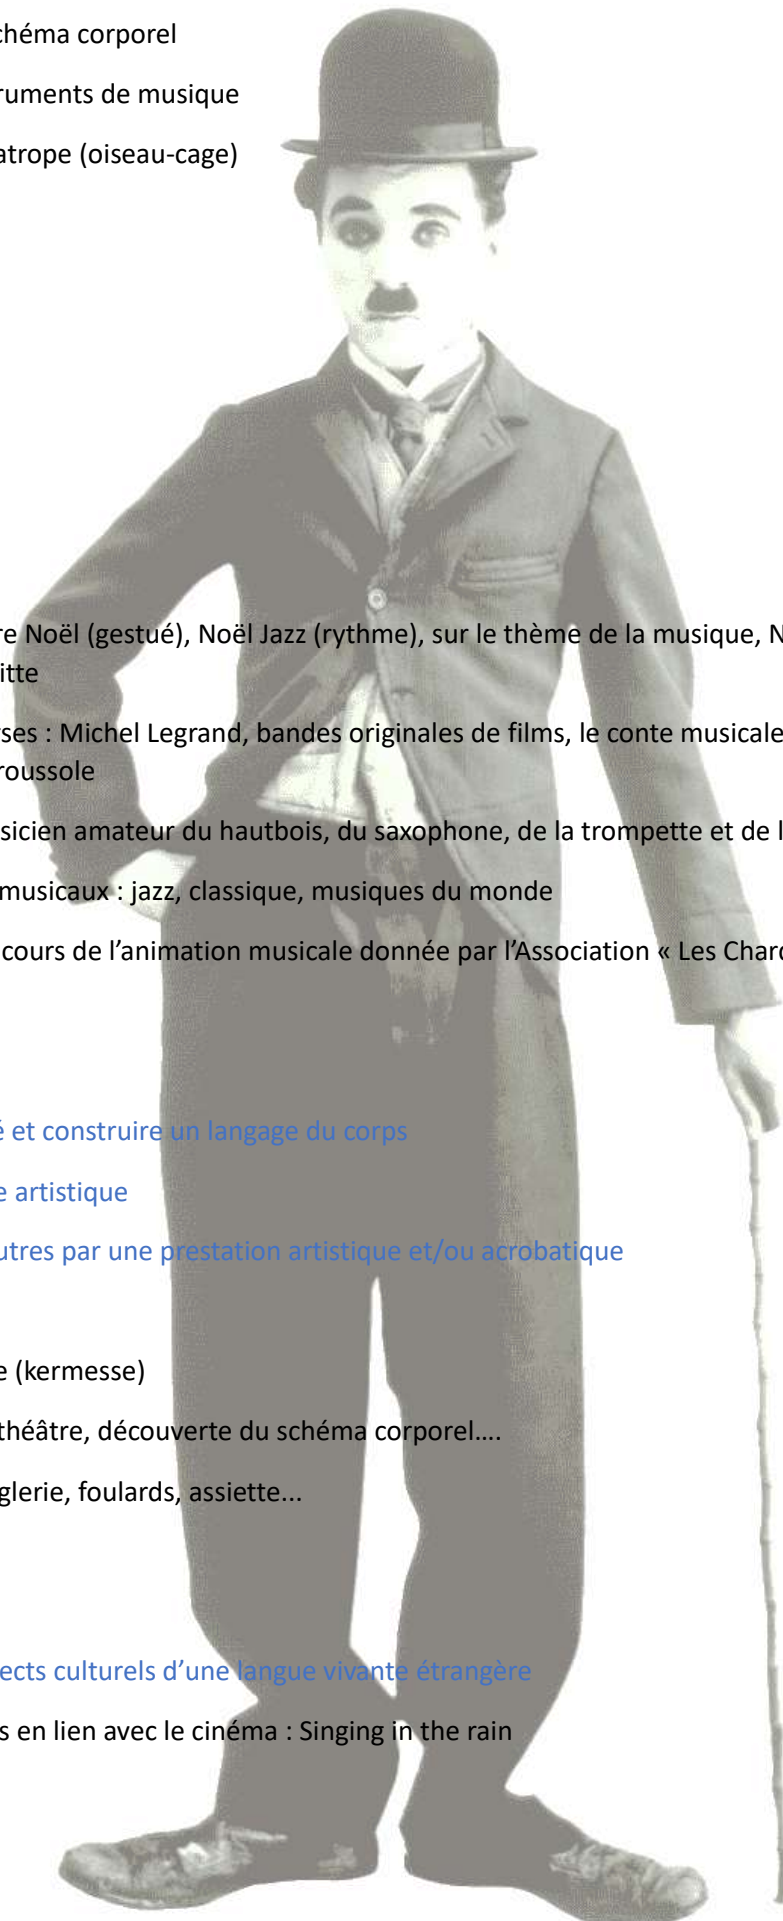 chéma corporel
ruments de musique
atrope (oiseau-cage)
re Noël (gestué), Noël Jazz (rythme), sur le thème de la musique, N
itte
rses : Michel Legrand, bandes originales de films, le conte musicale
roussole
sicien amateur du hautbois, du saxophone, de la trompette et de l
musicaux : jazz, classique, musiques du monde
cours de l’animation musicale donnée par l’Association « Les Charc
é et construire un langage du corps
e artistique
utres par une prestation artistique et/ou acrobatique
e (kermesse)
théâtre, découverte du schéma corporel....
glerie, foulards, assiette...
ects culturels d’une langue vivante étrangère
s en lien avec le cinéma : Singing in the rain